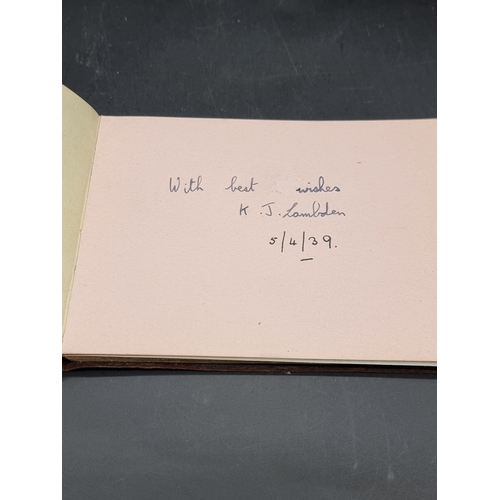 With best wishes
K. J. Lambden
5/4/39.